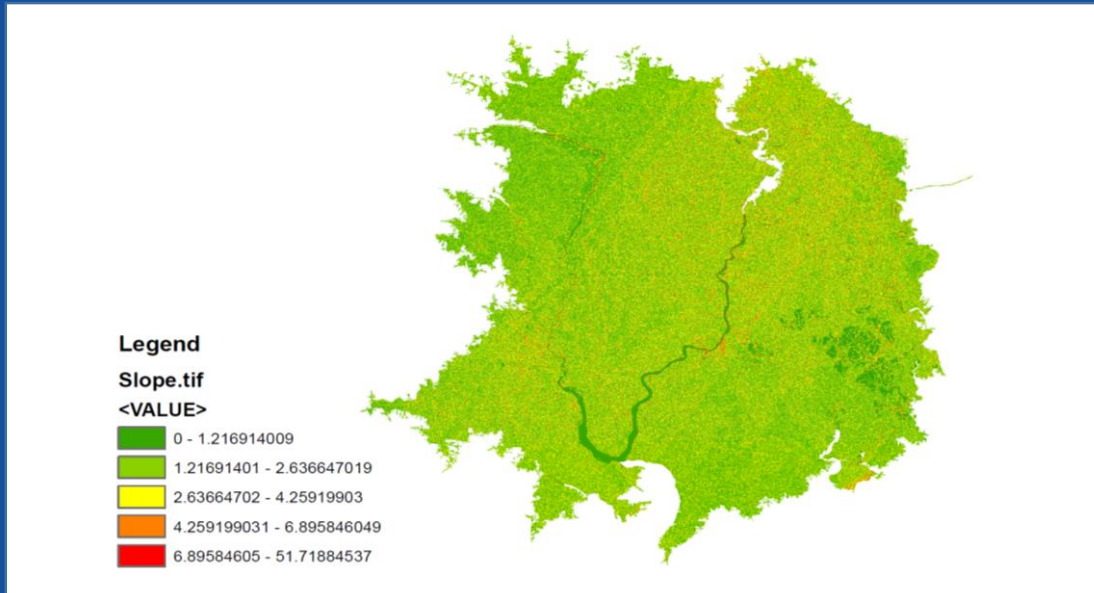 Legend
Slope.tif
<VALUE>
0 - 1.216914009
1.21691401 - 2.636647019
2.63664702 - 4.25919903
4.259199031 - 6.895846049
6.89584605 - 51.71884537